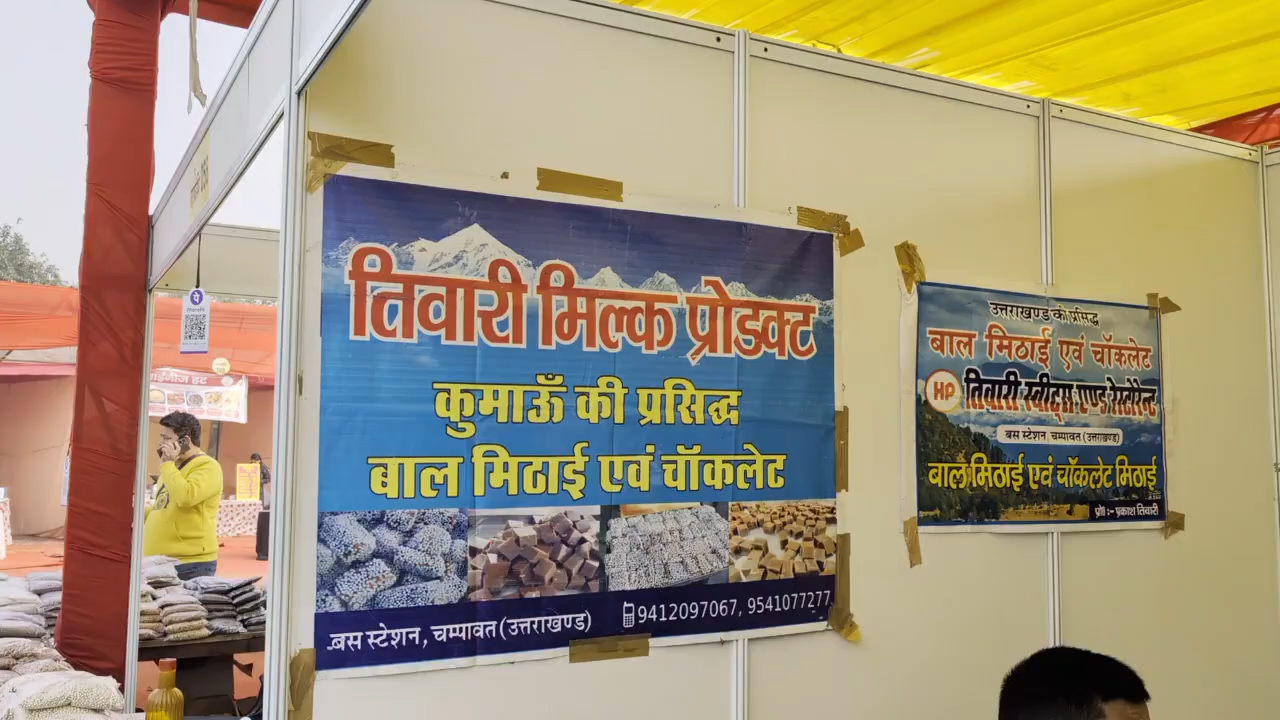 तिवारी मिल्क प्रोडक्ट
कुमाऊँ की प्रसिद्ध
बाल मिठाई एवं चॉकलेट
बस स्टेशन, चम्पावत (उत्तराखण्ड)
9412097067, 9541077277
उत्तराखण्ड की प्रसिद्ध
बाल मिठाई एवं चॉकलेट
HP तिवारी स्वीट्स एण्ड रेस्टोरेन्ट
बस स्टेशन चम्पावत (उत्तराखण्ड)
बाल मिठाई एवं चॉकलेट मिठाई
प्रो० :- प्रकाश तिवारी